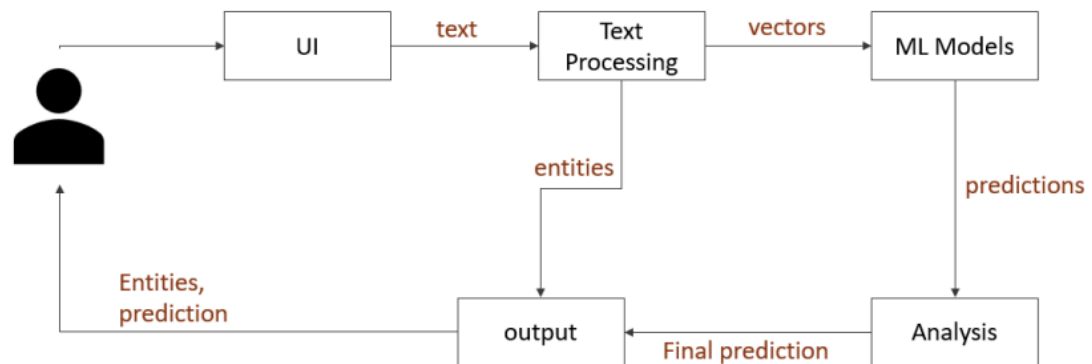 UI
text
Text
Processing
vectors
ML Models
entities
predictions
Entities,
prediction
output
Final prediction
Analysis